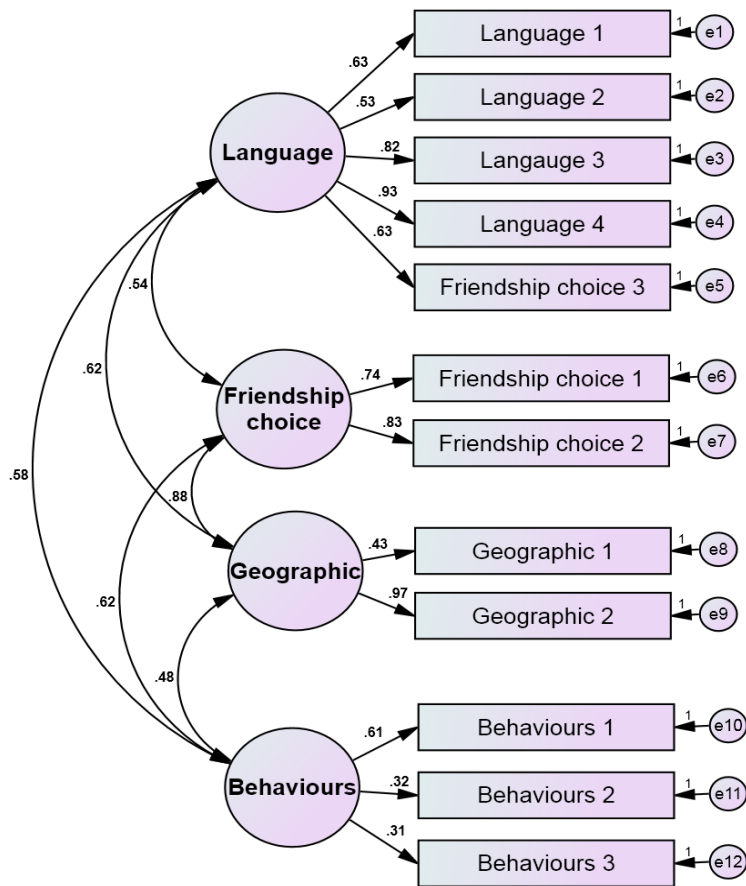 Language 1
1
e1
.63
Language 2
1
e2
.53
Language
Langauge 3
1
e3
.82
Language 4
1
e4
.93
Friendship choice 3
1
e5
.63
.54
.62
Friendship
choice
Friendship choice 1
1
e6
.74
Friendship choice 2
1
e7
.83
.58
.88
Geographic
Geographic 1
1
e8
.43
Geographic 2
1
e9
.97
.62
.48
Behaviours
Behaviours 1
1
e10
.61
Behaviours 2
1
e11
.32
Behaviours 3
1
e12
.31